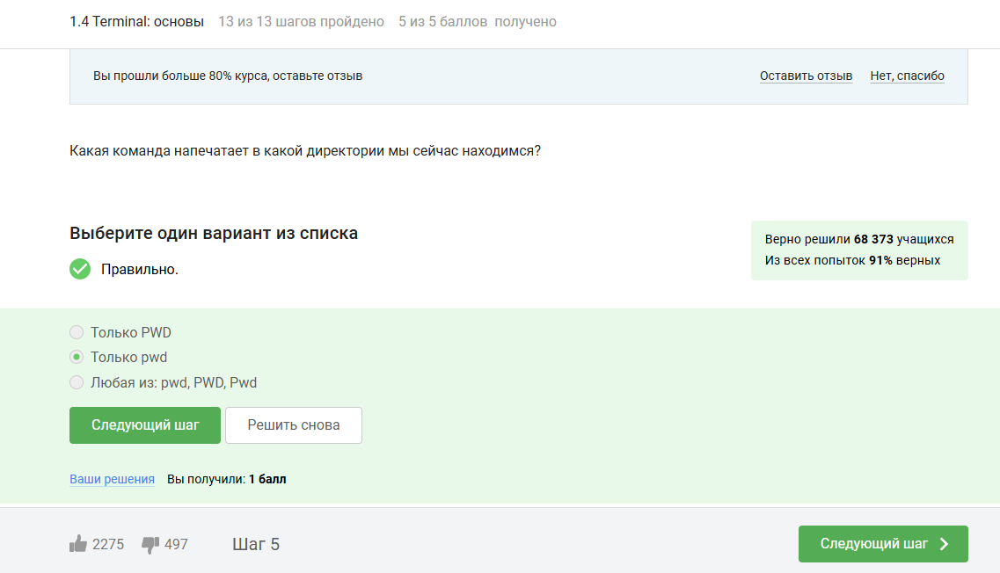 1.4 Terminal: основы 13 из 13 шагов пройдено 5 из 5 баллов получено
Вы прошли больше 80% курса, оставьте отзыв Оставить отзыв Нет, спасибо
Какая команда напечатает в какой директории мы сейчас находимся?
Выберите один вариант из списка
Правильно.
Верно решили 68 373 учащихся
Из всех попыток 91% верных
Только PWD
Только pwd
Любая из: pwd, PWD, Pwd
Следующий шаг Решить снова
Ваши решения Вы получили: 1 балл
2275 497 Шаг 5 Следующий шаг